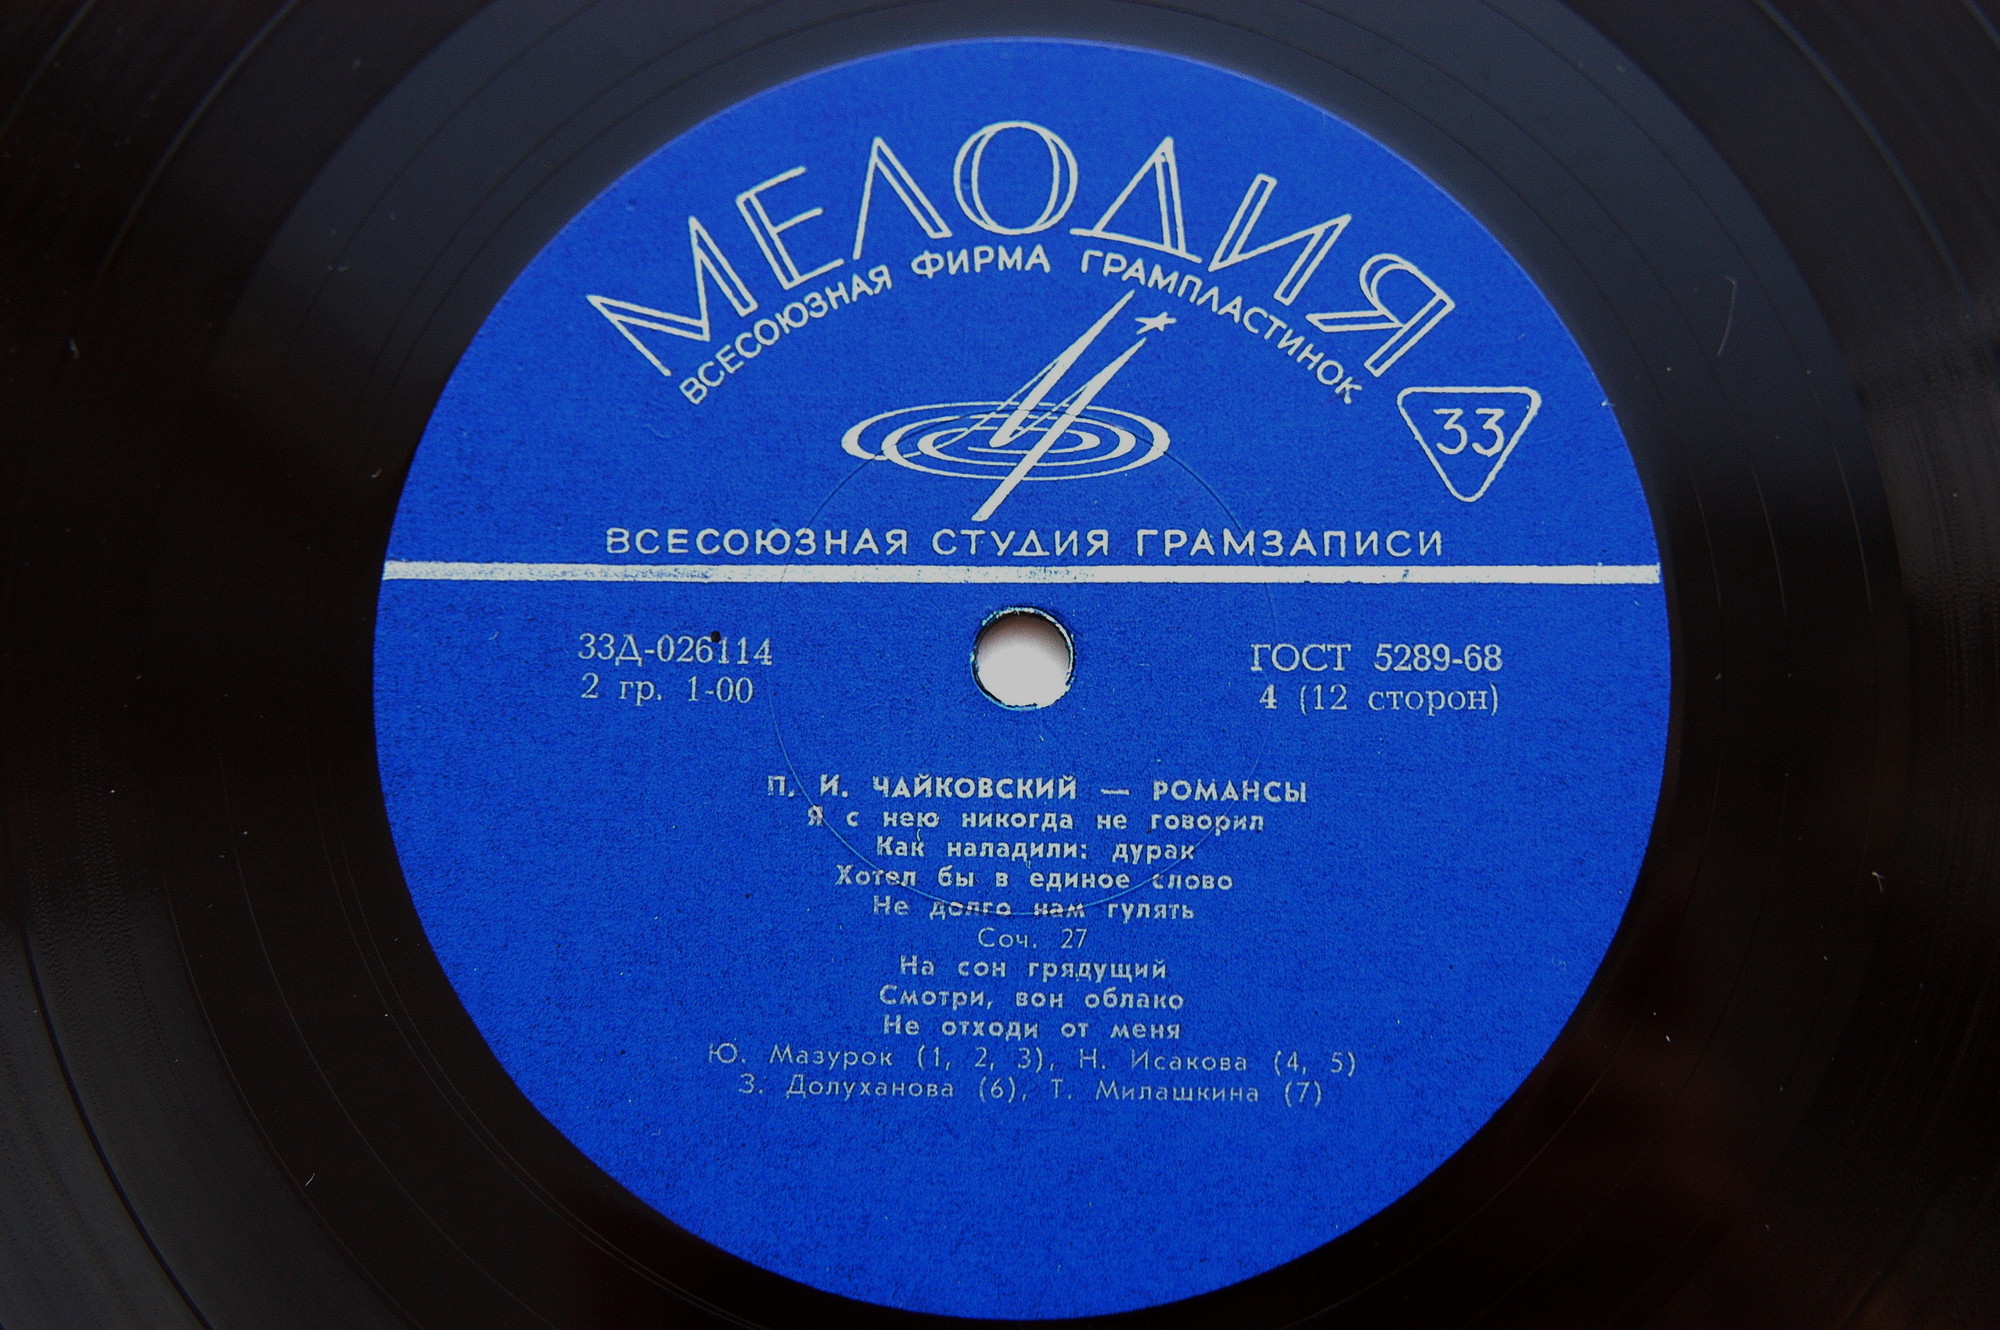 МЕЛОДИЯ
ВСЕСОЮЗНАЯ ФИРМА ГРАМПЛАСТИНОК
33
ВСЕСОЮЗНАЯ СТУДИЯ ГРАМЗАПИСИ
33Д-026114
2 гр. 1-00
ГОСТ 5289-68
4 (12 сторон)
П. И. ЧАЙКОВСКИЙ — РОМАНСЫ
Я с нею никогда не говорил
Как наладили: дурак
Хотел бы в единое слово
Не долго нам гулять
Соч. 27
На сон грядущий
Смотри, вон облако
Не отходи от меня
Ю. Мазурок (1, 2, 3), Н. Исакова (4, 5)
З. Долуханова (6), Т. Милашкина (7)